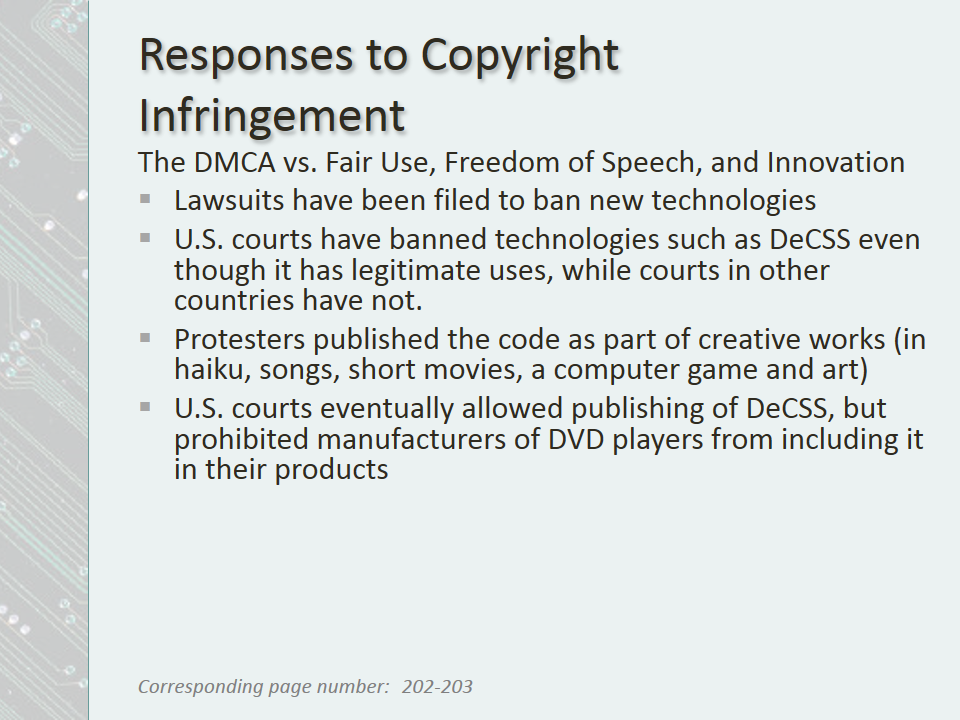 Responses to Copyright
Infringement
The DMCA vs. Fair Use, Freedom of Speech, and Innovation
▪ Lawsuits have been filed to ban new technologies
▪ U.S. courts have banned technologies such as DeCSS even
though it has legitimate uses, while courts in other
countries have not.
▪ Protesters published the code as part of creative works (in
haiku, songs, short movies, a computer game and art)
▪ U.S. courts eventually allowed publishing of DeCSS, but
prohibited manufacturers of DVD players from including it
in their products
Corresponding page number: 202-203